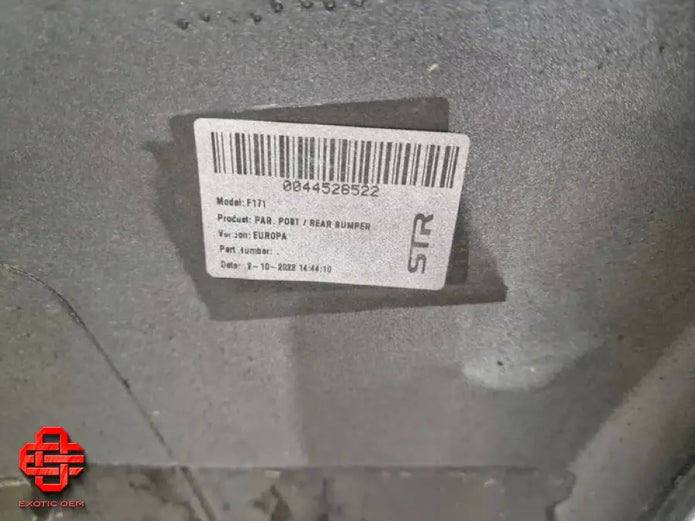 0044528522
Model: F171
Product: PAR. POST / REAR BUMPER
Version: EUROPA
Part number: .
Date: 2-10-2022 14:44:10
STR
EXOTIC OEM